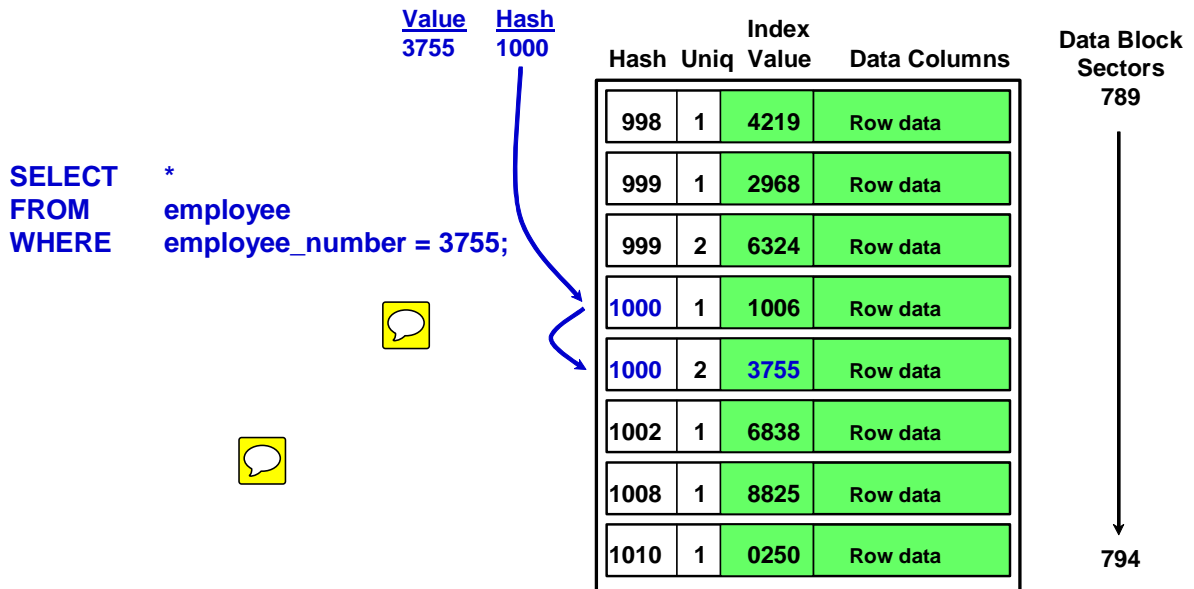 Value Hash
3755 1000
SELECT *
FROM employee
WHERE employee_number = 3755;
Index
Hash Uniq Value Data Columns
998 1 4219 Row data
999 1 2968 Row data
999 2 6324 Row data
1000 1 1006 Row data
1000 2 3755 Row data
1002 1 6838 Row data
1008 1 8825 Row data
1010 1 0250 Row data
Data Block
Sectors
789
794